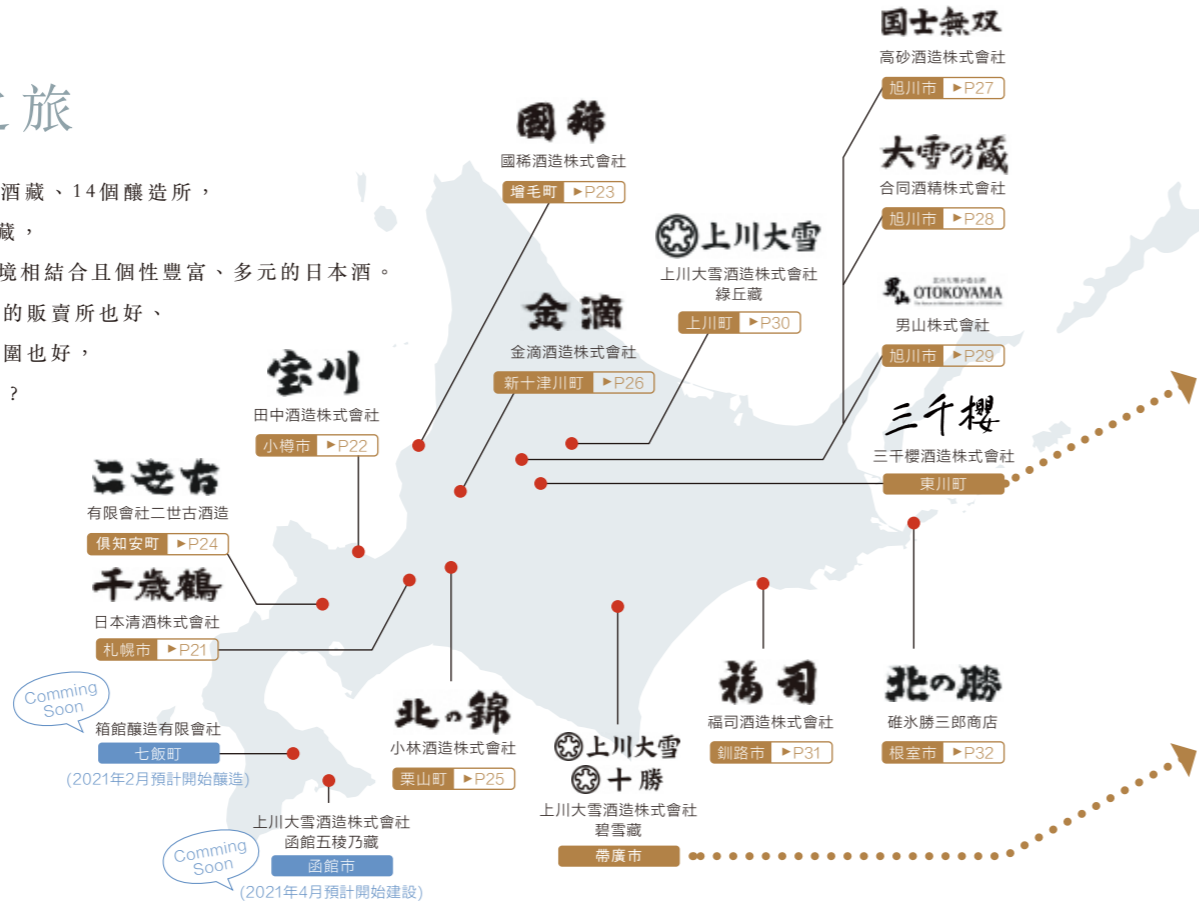 之旅
酒藏、14個釀造所，
藏，
境相結合且個性豐富、多元的日本酒。
的販賣所也好、
圍也好，
？
国士無双
高砂酒造株式會社
旭川市 ▶P27
大雪乃蔵
合同酒精株式會社
旭川市 ▶P28
男山 OTOKOYAMA
男山株式會社
旭川市 ▶P29
三千櫻
三千櫻酒造株式會社
東川町
國稀
國稀酒造株式會社
增毛町 ▶P23
上川大雪
上川大雪酒造株式會社
綠丘藏
上川町 ▶P30
金滴
金滴酒造株式會社
新十津川町 ▶P26
宝川
田中酒造株式會社
小樽市 ▶P22
二世古
有限會社二世古酒造
俱知安町 ▶P24
千歳鶴
日本清酒株式會社
札幌市 ▶P21
Comming
Soon
箱館釀造有限會社
七飯町
(2021年2月預計開始釀造)
上川大雪酒造株式會社
函館五稜乃藏
Comming
Soon
函館市
(2021年4月預計開始建設)
北の錦
小林酒造株式會社
栗山町 ▶P25
上川大雪
十勝
上川大雪酒造株式會社
碧雪藏
帶廣市
福司
福司酒造株式會社
釧路市 ▶P31
北の勝
碓氷勝三郎商店
根室市 ▶P32